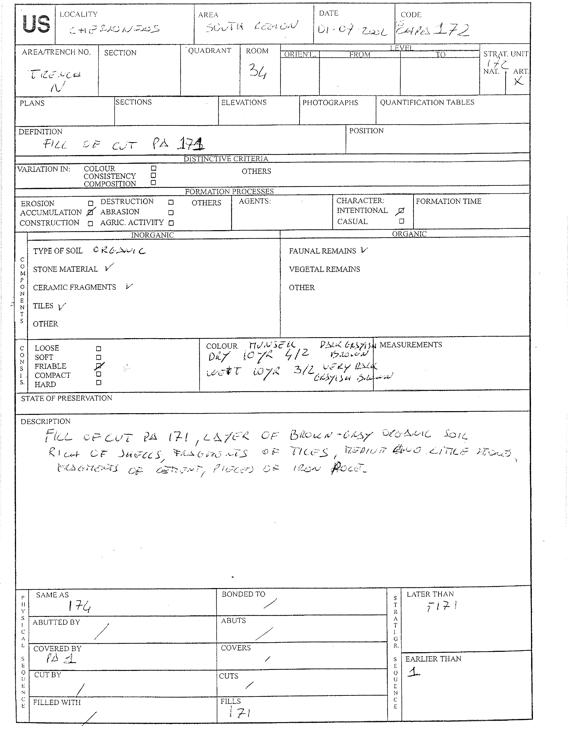 US
LOCALITY
CHERSONESOS
AREA
SOUTH REGION
DATE
01-07-2002
CODE
172
AREA/TRENCH NO.
TRENCH
N
SECTION
QUADRANT
ROOM
34
LEVEL
ORIENT. FROM TO
STRAT. UNIT
172
NAT. ART.
X
PLANS
SECTIONS
ELEVATIONS
PHOTOGRAPHS
QUANTIFICATION TABLES
DEFINITION
FILL OF CUT PA 171
POSITION
DISTINCTIVE CRITERIA
VARIATION IN: COLOUR
CONSISTENCY
COMPOSITION
OTHERS
FORMATION PROCESSES
EROSION DESTRUCTION OTHERS
ACCUMULATION ABRASION
CONSTRUCTION AGRIC. ACTIVITY
AGENTS:
CHARACTER:
INTENTIONAL
CASUAL
FORMATION TIME
COMPONENTS
INORGANIC
TYPE OF SOIL ORGANIC
STONE MATERIAL ✓
CERAMIC FRAGMENTS ✓
TILES ✓
OTHER
ORGANIC
FAUNAL REMAINS ✓
VEGETAL REMAINS
OTHER
CONSIS.
LOOSE
SOFT
FRIABLE
COMPACT
HARD
COLOUR MUNSELL DARK GRAYISH
DRY 10YR 4/2 BROWN
WET 10YR 3/2 VERY DARK
GRAYISH BROWN
MEASUREMENTS
STATE OF PRESERVATION
DESCRIPTION
FILL OF CUT PA 171, LAYER OF BROWN-GRAY ORGANIC SOIL
RICH OF SHELLS, FRAGMENTS OF TILES, MEDIUM AND LITTLE STONES,
FRAGMENTS OF CEMENT, PIECES OF IRON
PHYSICAL SEQUENCE
SAME AS
174
BONDED TO
/
ABUTTED BY
/
ABUTS
/
COVERED BY
PA 1
COVERS
/
CUT BY
/
CUTS
/
FILLED WITH
/
FILLS
171
STRATIGR. SEQUENCE
LATER THAN
171
EARLIER THAN
1